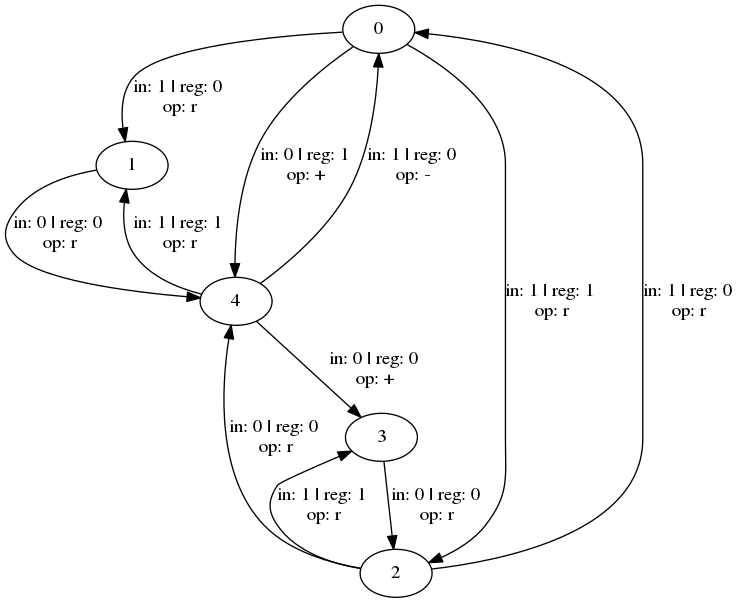 0
in: 1 | reg: 0
op: r
in: 0 | reg: 1
op: +
in: 1 | reg: 0
op: -
1
in: 0 | reg: 0
op: r
in: 1 | reg: 1
op: r
4
in: 1 | reg: 1
op: r
in: 1 | reg: 0
op: r
in: 0 | reg: 0
op: +
in: 0 | reg: 0
op: r
3
in: 1 | reg: 1
op: r
in: 0 | reg: 0
op: r
2